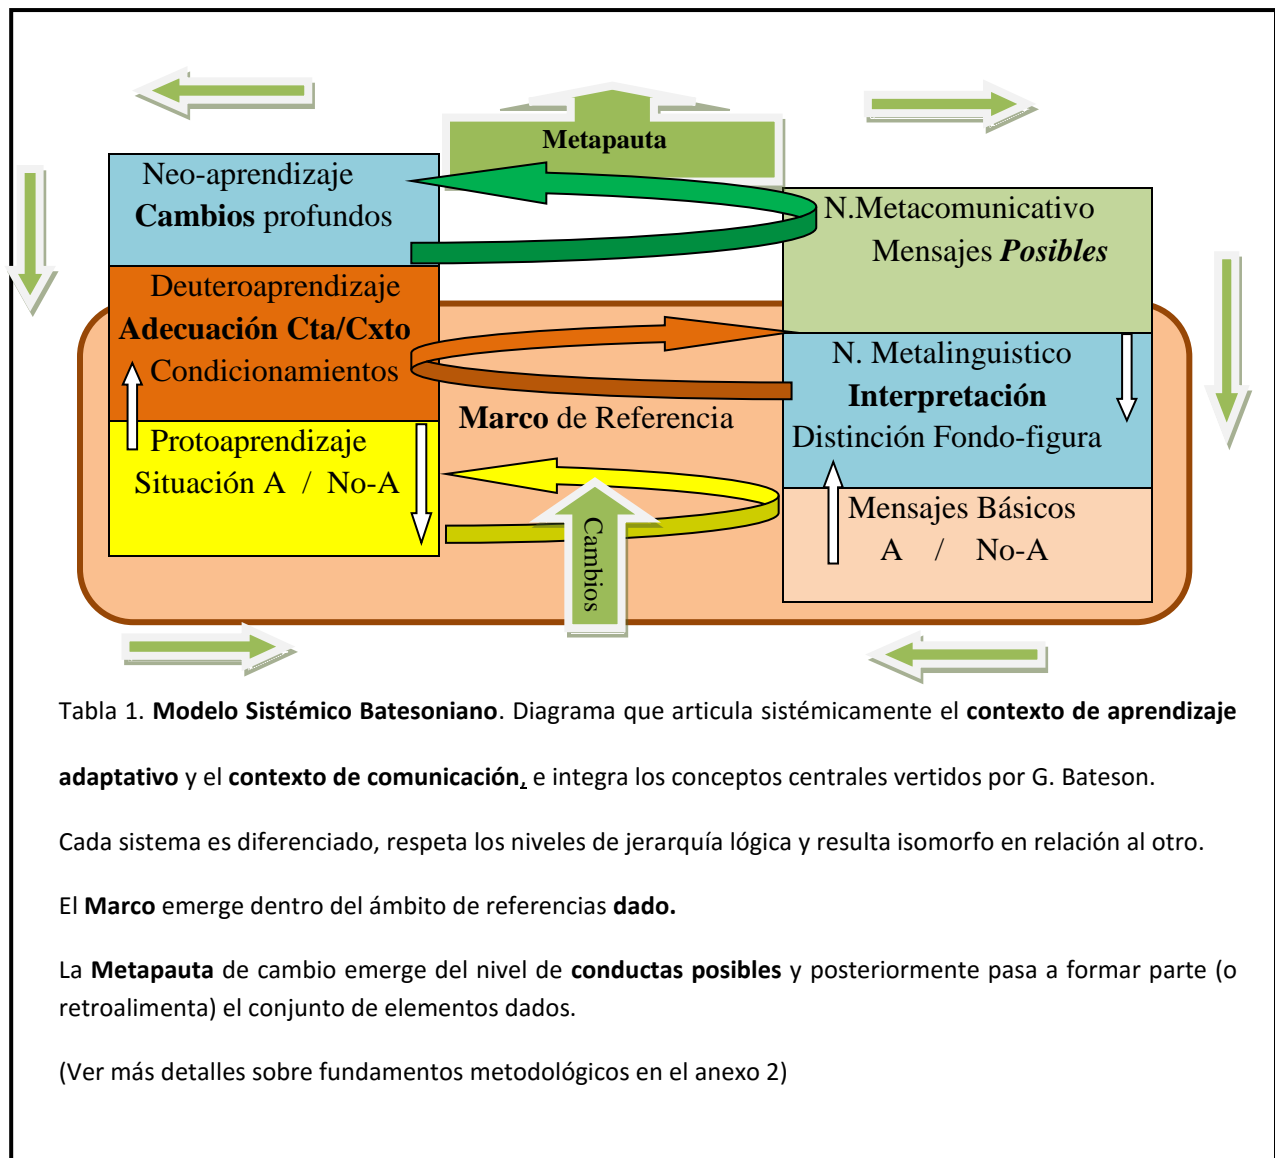 Metapauta
Neo-aprendizaje
Cambios profundos
Deuteroaprendizaje
Adecuación Cta/Cxto
Condicionamientos
Protoaprendizaje
Situación A / No-A
Marco de Referencia
Cambios
N.Metacomunicativo
Mensajes Posibles
N. Metalinguistico
Interpretación
Distinción Fondo-figura
Mensajes Básicos
A / No-A
Tabla 1. Modelo Sistémico Batesoniano. Diagrama que articula sistémicamente el contexto de aprendizaje
adaptativo y el contexto de comunicación, e integra los conceptos centrales vertidos por G. Bateson.
Cada sistema es diferenciado, respeta los niveles de jerarquía lógica y resulta isomorfo en relación al otro.
El Marco emerge dentro del ámbito de referencias dado.
La Metapauta de cambio emerge del nivel de conductas posibles y posteriormente pasa a formar parte (o
retroalimenta) el conjunto de elementos dados.
(Ver más detalles sobre fundamentos metodológicos en el anexo 2)